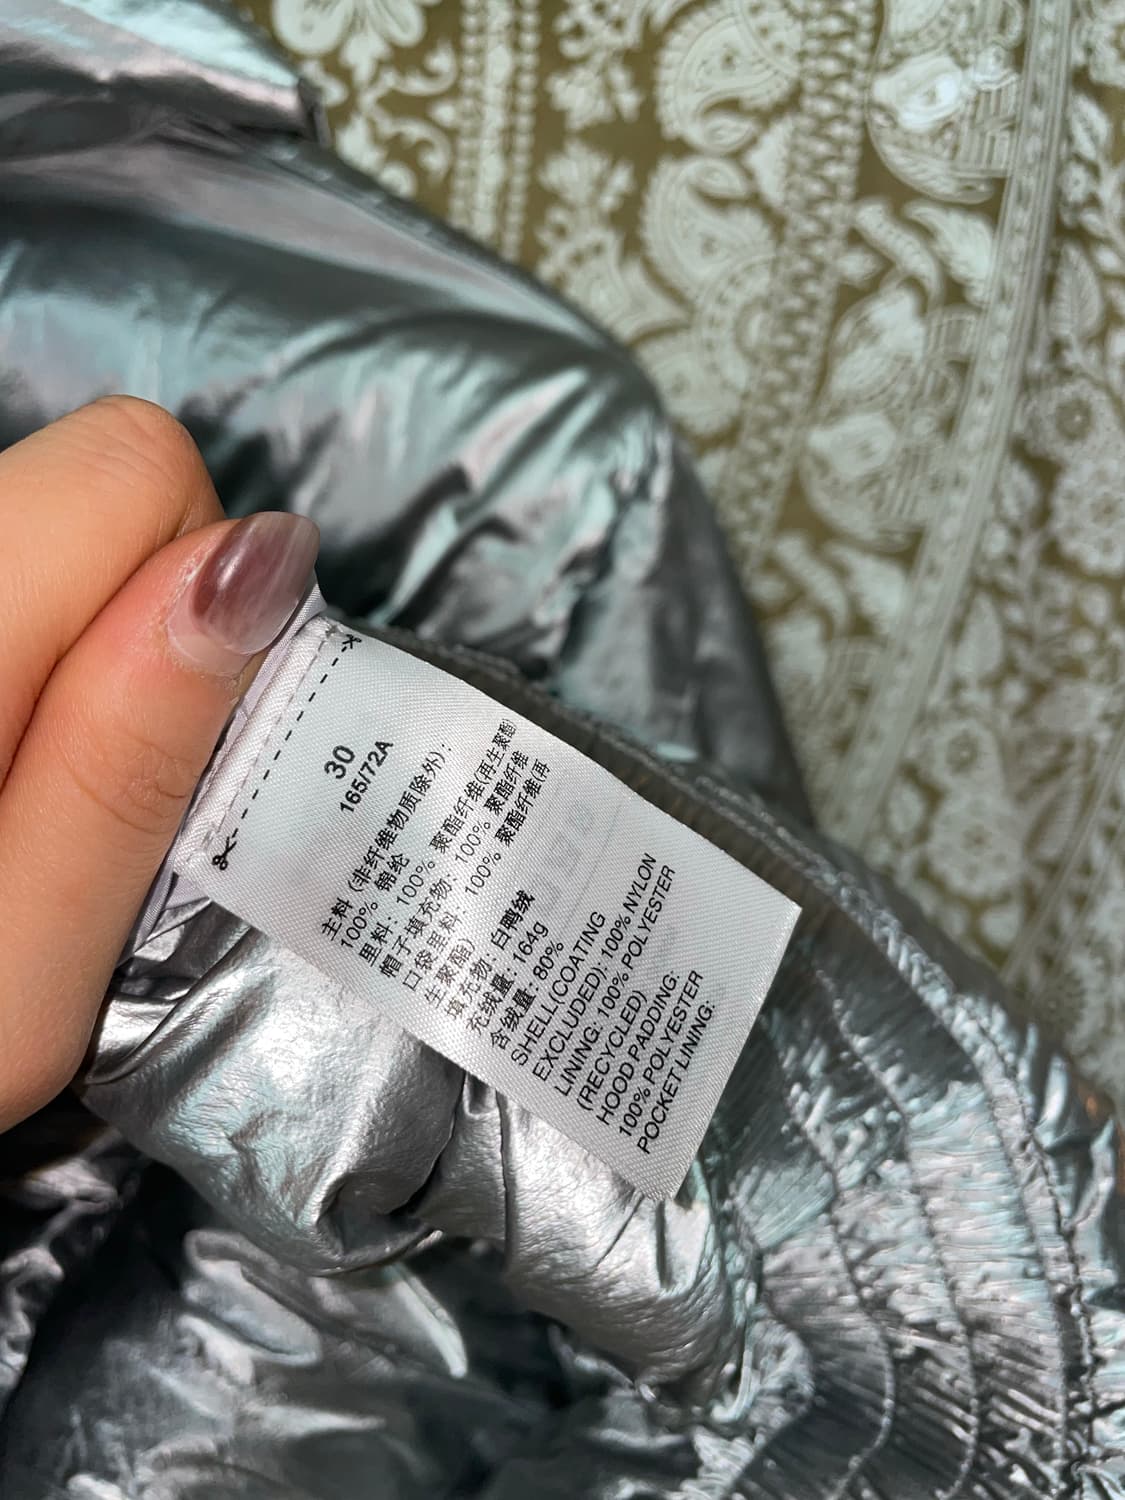 30
165/72A
主料 (非纤维物质除外):
100% 锦纶
里料: 100% 聚酯纤维(再生聚酯)
帽子填充物: 100% 聚酯纤维
口袋里料: 100% 聚酯纤维(再
生聚酯)
填充物: 白鸭绒
充绒量: 164g
含绒量: 80%
SHELL(COATING
EXCLUDED): 100% NYLON
LINING: 100% POLYESTER
(RECYCLED)
HOOD PADDING:
100% POLYESTER
POCKET LINING: